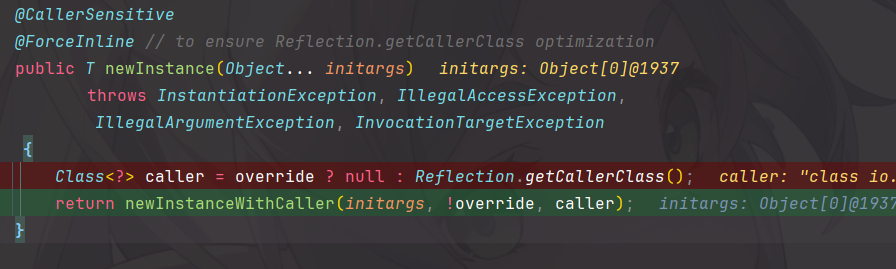 @CallerSensitive
@ForceInline // to ensure Reflection.getCallerClass optimization
public T newInstance(Object... initargs)   initargs: Object[0]@1937
throws InstantiationException, IllegalAccessException,
IllegalArgumentException, InvocationTargetException
{
Class<?> caller = override ? null : Reflection.getCallerClass();   caller: "class io.
return newInstanceWithCaller(initargs, !override, caller);   initargs: Object[0]@1937
}